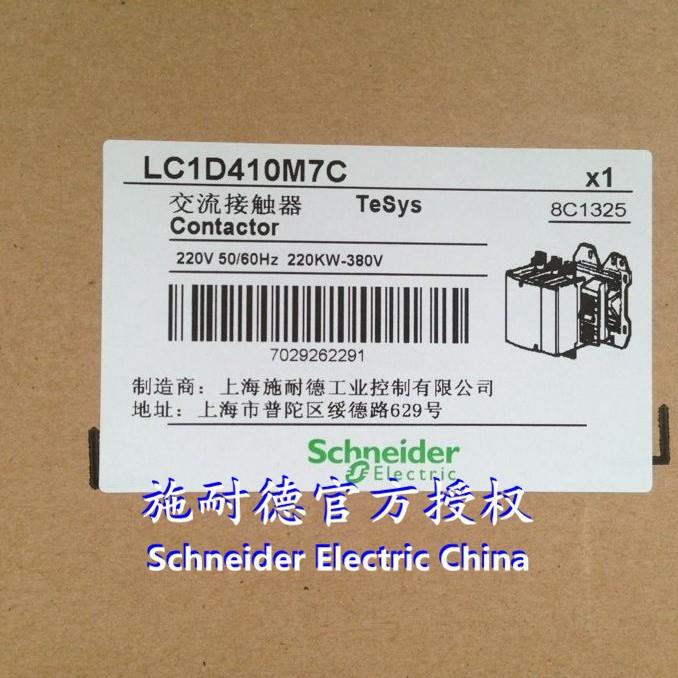 LC1D410M7C
x1
交流接触器 TeSys
8C1325
Contactor
220V 50/60Hz 220KW-380V
7029262291
制造商：上海施耐德工业控制有限公司
地址：上海市普陀区绥德路629号
Schneider
Electric
施耐德官方授权
Schneider Electric China